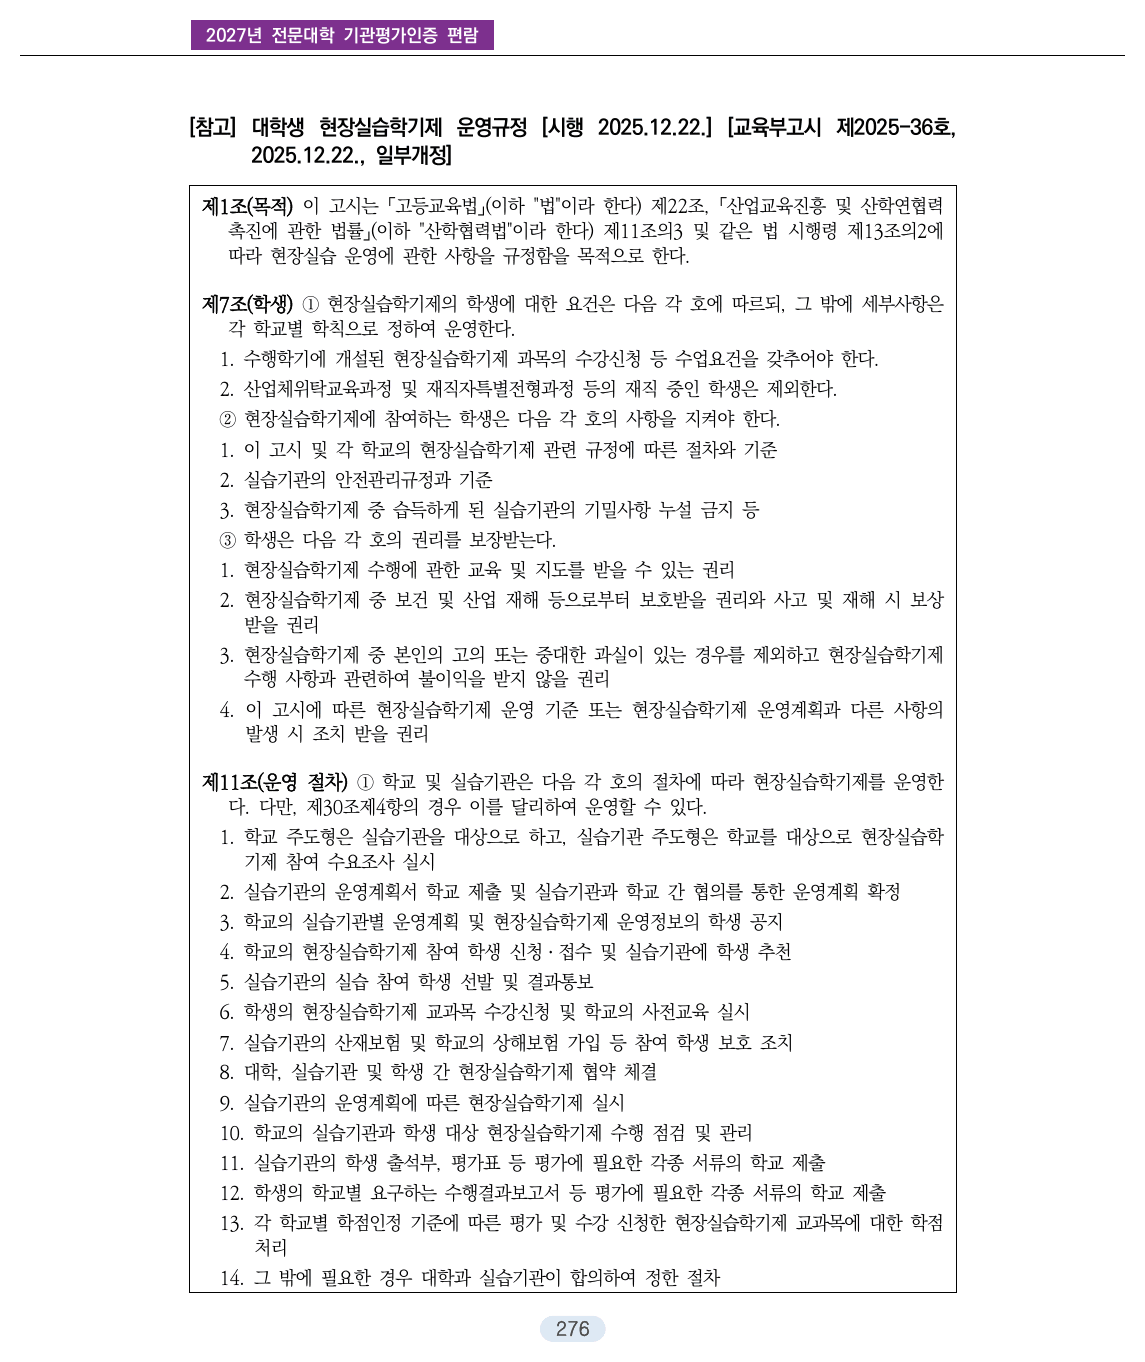 2027년 전문대학 기관평가인증 편람
[참고] 대학생 현장실습학기제 운영규정 [시행 2025.12.22.] [교육부고시 제2025-36호,
2025.12.22., 일부개정]
제1조(목적) 이 고시는 「고등교육법」(이하 "법"이라 한다) 제22조, 「산업교육진흥 및 산학연협력
촉진에 관한 법률」(이하 "산학협력법"이라 한다) 제11조의3 및 같은 법 시행령 제13조의2에
따라 현장실습 운영에 관한 사항을 규정함을 목적으로 한다.
제7조(학생) ① 현장실습학기제의 학생에 대한 요건은 다음 각 호에 따르되, 그 밖에 세부사항은
각 학교별 학칙으로 정하여 운영한다.
1. 수행학기에 개설된 현장실습학기제 과목의 수강신청 등 수업요건을 갖추어야 한다.
2. 산업체위탁교육과정 및 재직자특별전형과정 등의 재직 중인 학생은 제외한다.
② 현장실습학기제에 참여하는 학생은 다음 각 호의 사항을 지켜야 한다.
1. 이 고시 및 각 학교의 현장실습학기제 관련 규정에 따른 절차와 기준
2. 실습기관의 안전관리규정과 기준
3. 현장실습학기제 중 습득하게 된 실습기관의 기밀사항 누설 금지 등
③ 학생은 다음 각 호의 권리를 보장받는다.
1. 현장실습학기제 수행에 관한 교육 및 지도를 받을 수 있는 권리
2. 현장실습학기제 중 보건 및 산업 재해 등으로부터 보호받을 권리와 사고 및 재해 시 보상
받을 권리
3. 현장실습학기제 중 본인의 고의 또는 중대한 과실이 있는 경우를 제외하고 현장실습학기제
수행 사항과 관련하여 불이익을 받지 않을 권리
4. 이 고시에 따른 현장실습학기제 운영 기준 또는 현장실습학기제 운영계획과 다른 사항의
발생 시 조치 받을 권리
제11조(운영 절차) ① 학교 및 실습기관은 다음 각 호의 절차에 따라 현장실습학기제를 운영한
다. 다만, 제30조제4항의 경우 이를 달리하여 운영할 수 있다.
1. 학교 주도형은 실습기관을 대상으로 하고, 실습기관 주도형은 학교를 대상으로 현장실습학
기제 참여 수요조사 실시
2. 실습기관의 운영계획서 학교 제출 및 실습기관과 학교 간 협의를 통한 운영계획 확정
3. 학교의 실습기관별 운영계획 및 현장실습학기제 운영정보의 학생 공지
4. 학교의 현장실습학기제 참여 학생 신청·접수 및 실습기관에 학생 추천
5. 실습기관의 실습 참여 학생 선발 및 결과통보
6. 학생의 현장실습학기제 교과목 수강신청 및 학교의 사전교육 실시
7. 실습기관의 산재보험 및 학교의 상해보험 가입 등 참여 학생 보호 조치
8. 대학, 실습기관 및 학생 간 현장실습학기제 협약 체결
9. 실습기관의 운영계획에 따른 현장실습학기제 실시
10. 학교의 실습기관과 학생 대상 현장실습학기제 수행 점검 및 관리
11. 실습기관의 학생 출석부, 평가표 등 평가에 필요한 각종 서류의 학교 제출
12. 학생의 학교별 요구하는 수행결과보고서 등 평가에 필요한 각종 서류의 학교 제출
13. 각 학교별 학점인정 기준에 따른 평가 및 수강 신청한 현장실습학기제 교과목에 대한 학점
처리
14. 그 밖에 필요한 경우 대학과 실습기관이 합의하여 정한 절차
276